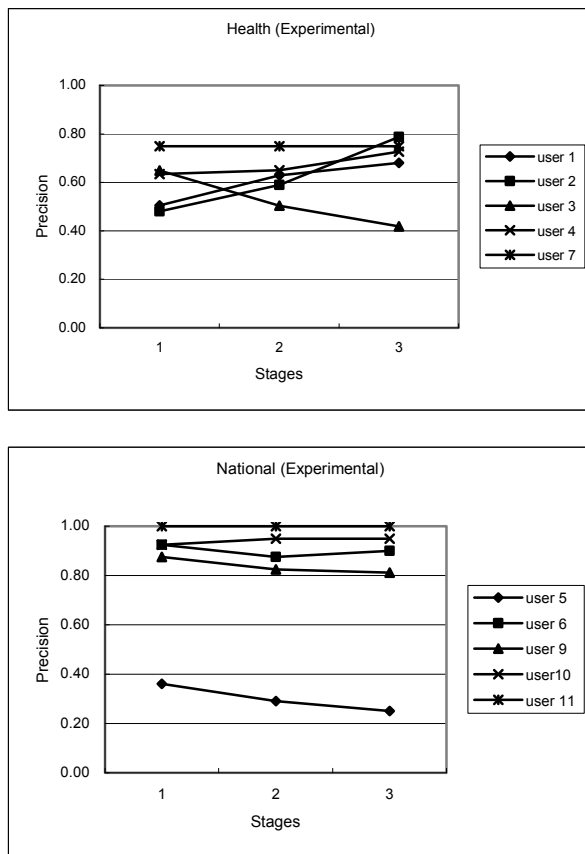 Health (Experimental)
1.00
0.80
0.60
0.40
0.20
0.00
Precision
1 2 3
Stages
user 1
user 2
user 3
user 4
user 7
National (Experimental)
1.00
0.80
0.60
0.40
0.20
0.00
Precision
1 2 3
Stages
user 5
user 6
user 9
user10
user 11